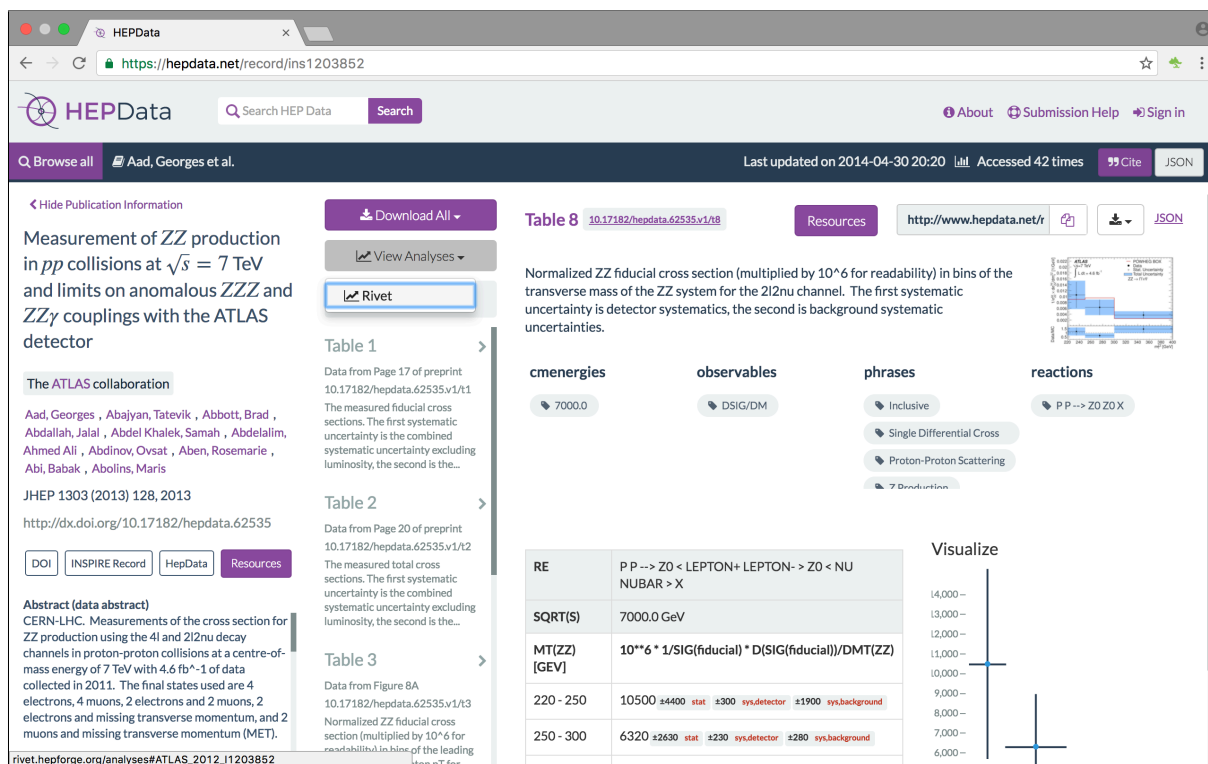 HEPData
https://hepdata.net/record/ins1203852
HEPData
Search HEP Data
Search
About
Submission Help
Sign in
Browse all
Aad, Georges et al.
Last updated on 2014-04-30 20:20
Accessed 42 times
Cite
JSON
Hide Publication Information
Measurement of ZZ production
in pp collisions at √s = 7 TeV
and limits on anomalous ZZZ and
ZZγ couplings with the ATLAS
detector
The ATLAS collaboration
Aad, Georges , Abajyan, Tatevik , Abbott, Brad ,
Abdallah, Jalal , Abdel Khalek, Samah , Abdelalim,
Ahmed Ali , Abdinov, Ovsat , Aben, Rosemarie ,
Abi, Babak , Abolins, Maris
JHEP 1303 (2013) 128, 2013
http://dx.doi.org/10.17182/hepdata.62535
DOI
INSPIRE Record
HepData
Resources
Abstract (data abstract)
CERN-LHC. Measurements of the cross section for
ZZ production using the 4l and 2l2nu decay
channels in proton-proton collisions at a centre-of-
mass energy of 7 TeV with 4.6 fb^-1 of data
collected in 2011. The final states used are 4
electrons, 4 muons, 2 electrons and 2 muons, 2
electrons and missing transverse momentum, and 2
muons and missing transverse momentum (MET).
rivet.hepforge.org/analyses#ATLAS_2012_I1203852
Download All
View Analyses
Rivet
Table 1
Data from Page 17 of preprint
10.17182/hepdata.62535.v1/t1
The measured fiducial cross
sections. The first systematic
uncertainty is the combined
systematic uncertainty excluding
luminosity, the second is the...
Table 2
Data from Page 20 of preprint
10.17182/hepdata.62535.v1/t2
The measured total cross
sections. The first systematic
uncertainty is the combined
systematic uncertainty excluding
luminosity, the second is the...
Table 3
Data from Figure 8A
10.17182/hepdata.62535.v1/t3
Normalized ZZ fiducial cross
section (multiplied by 10^6 for
readability) in bins of the leading
Table 8
10.17182/hepdata.62535.v1/t8
Resources
http://www.hepdata.net/r
JSON
Normalized ZZ fiducial cross section (multiplied by 10^6 for readability) in bins of the
transverse mass of the ZZ system for the 2l2nu channel. The first systematic
uncertainty is detector systematics, the second is background systematic
uncertainties.
cmenergies
observables
phrases
reactions
7000.0
DSIG/DM
Inclusive
P P --> Z0 Z0 X
Single Differential Cross
Proton-Proton Scattering
Z Production
RE
P P --> Z0 < LEPTON+ LEPTON- > Z0 < NU
NUBAR > X
SQRT(S)
7000.0 GeV
MT(ZZ)
[GEV]
10**6 * 1/SIG(fiducial) * D(SIG(fiducial))/DMT(ZZ)
220 - 250
10500 ±4400 stat ±300 sys,detector ±1900 sys,background
250 - 300
6320 ±2630 stat ±230 sys,detector ±280 sys,background
Visualize
14,000
13,000
12,000
11,000
10,000
9,000
8,000
7,000
6,000